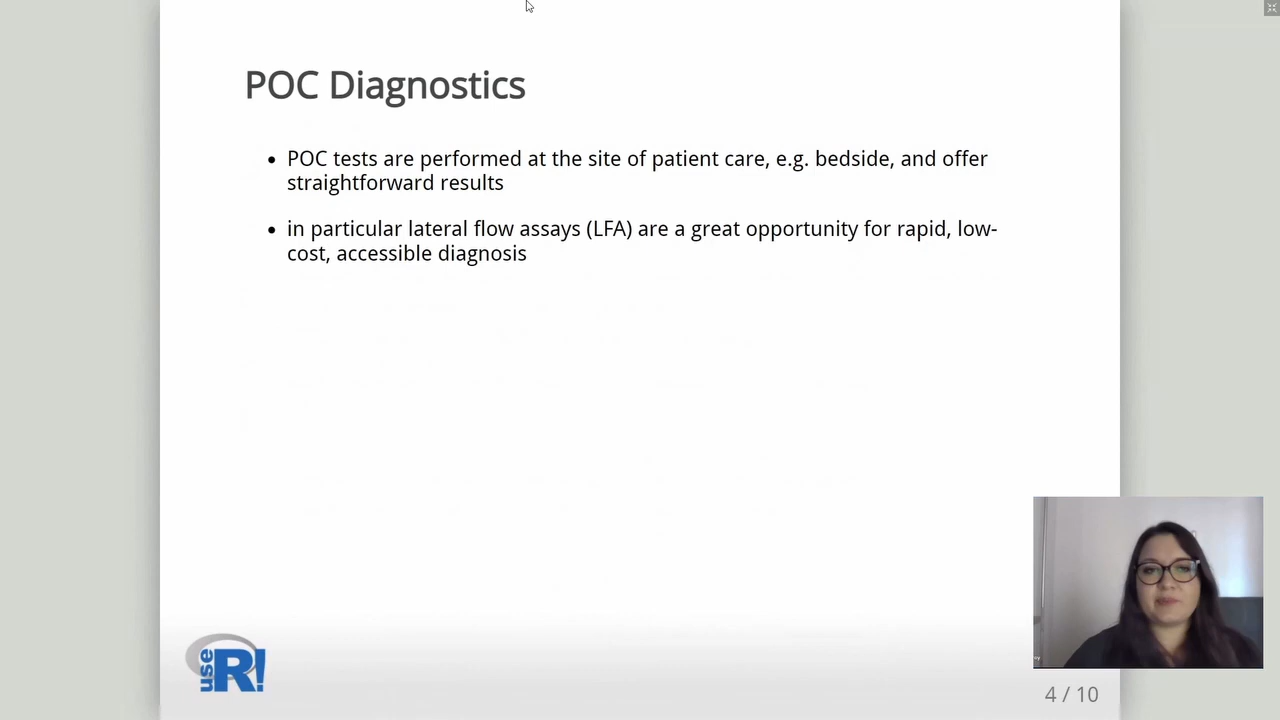 POC Diagnostics
• POC tests are performed at the site of patient care, e.g. bedside, and offer
straightforward results
• in particular lateral flow assays (LFA) are a great opportunity for rapid, low-
cost, accessible diagnosis
use R!
4 / 10